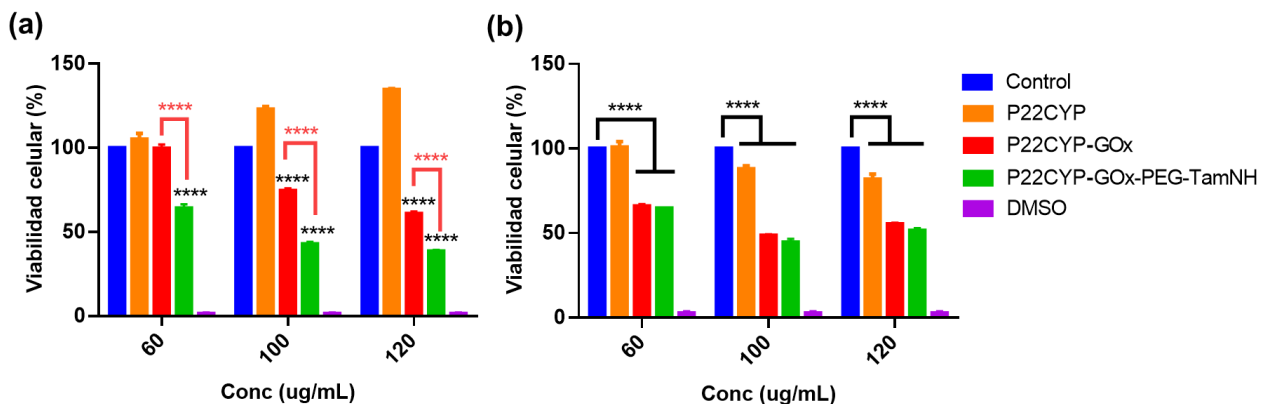 (a)
Viabilidad celular (%)
150
100
50
0
****
****
****
****
****
****
****
****
60
100
120
Conc (ug/mL)
(b)
Viabilidad celular (%)
150
100
50
0
****
****
****
60
100
120
Conc (ug/mL)
Control
P22CYP
P22CYP-GOx
P22CYP-GOx-PEG-TamNH
DMSO